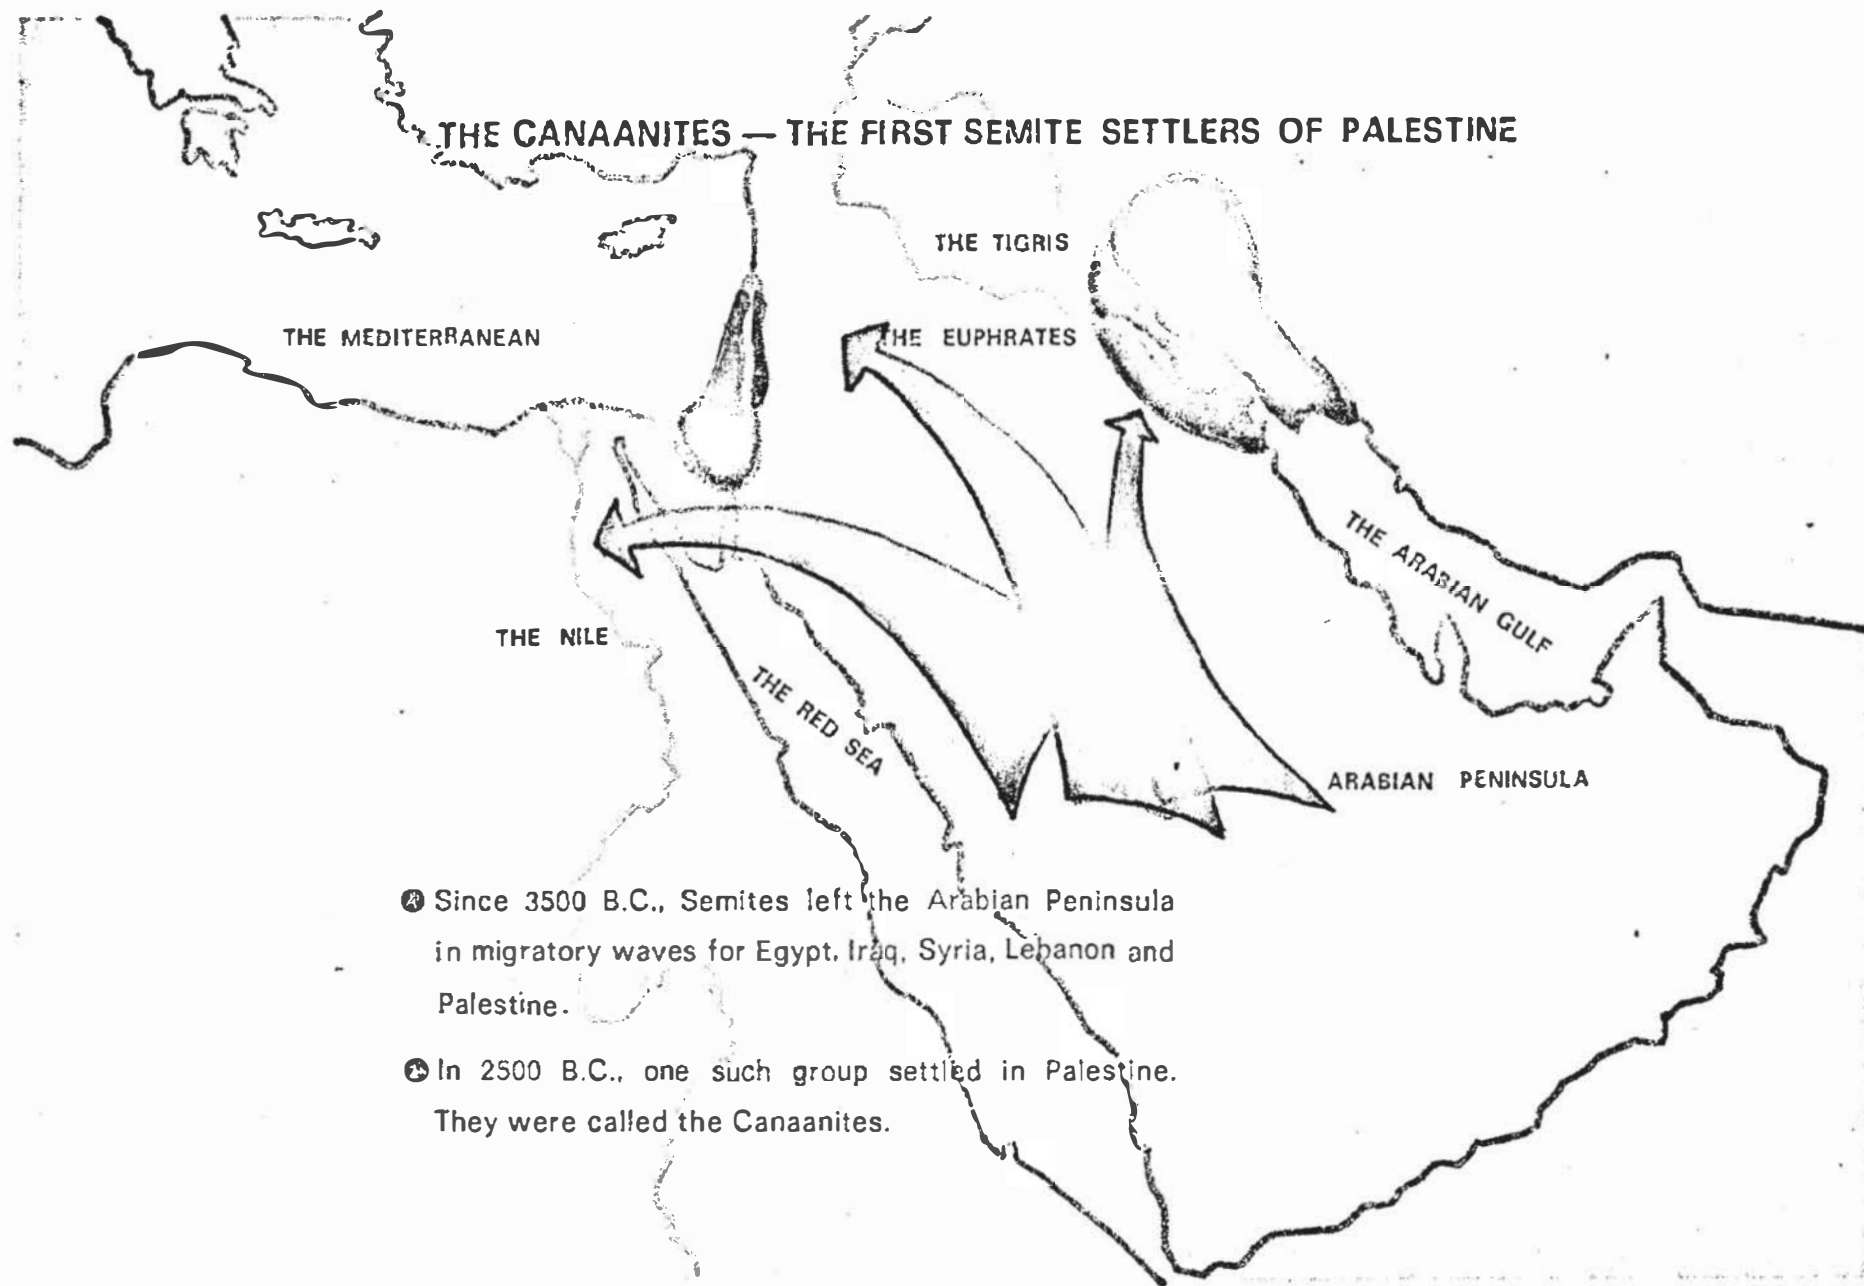 THE CANAANITES — THE FIRST SEMITE SETTLERS OF PALESTINE
THE TIGRIS
THE MEDITERRANEAN
THE EUPHRATES
THE ARABIAN GULF
THE NILE
THE RED SEA
ARABIAN PENINSULA
Since 3500 B.C., Semites left the Arabian Peninsula
in migratory waves for Egypt, Iraq, Syria, Lebanon and
Palestine.
In 2500 B.C., one such group settled in Palestine.
They were called the Canaanites.